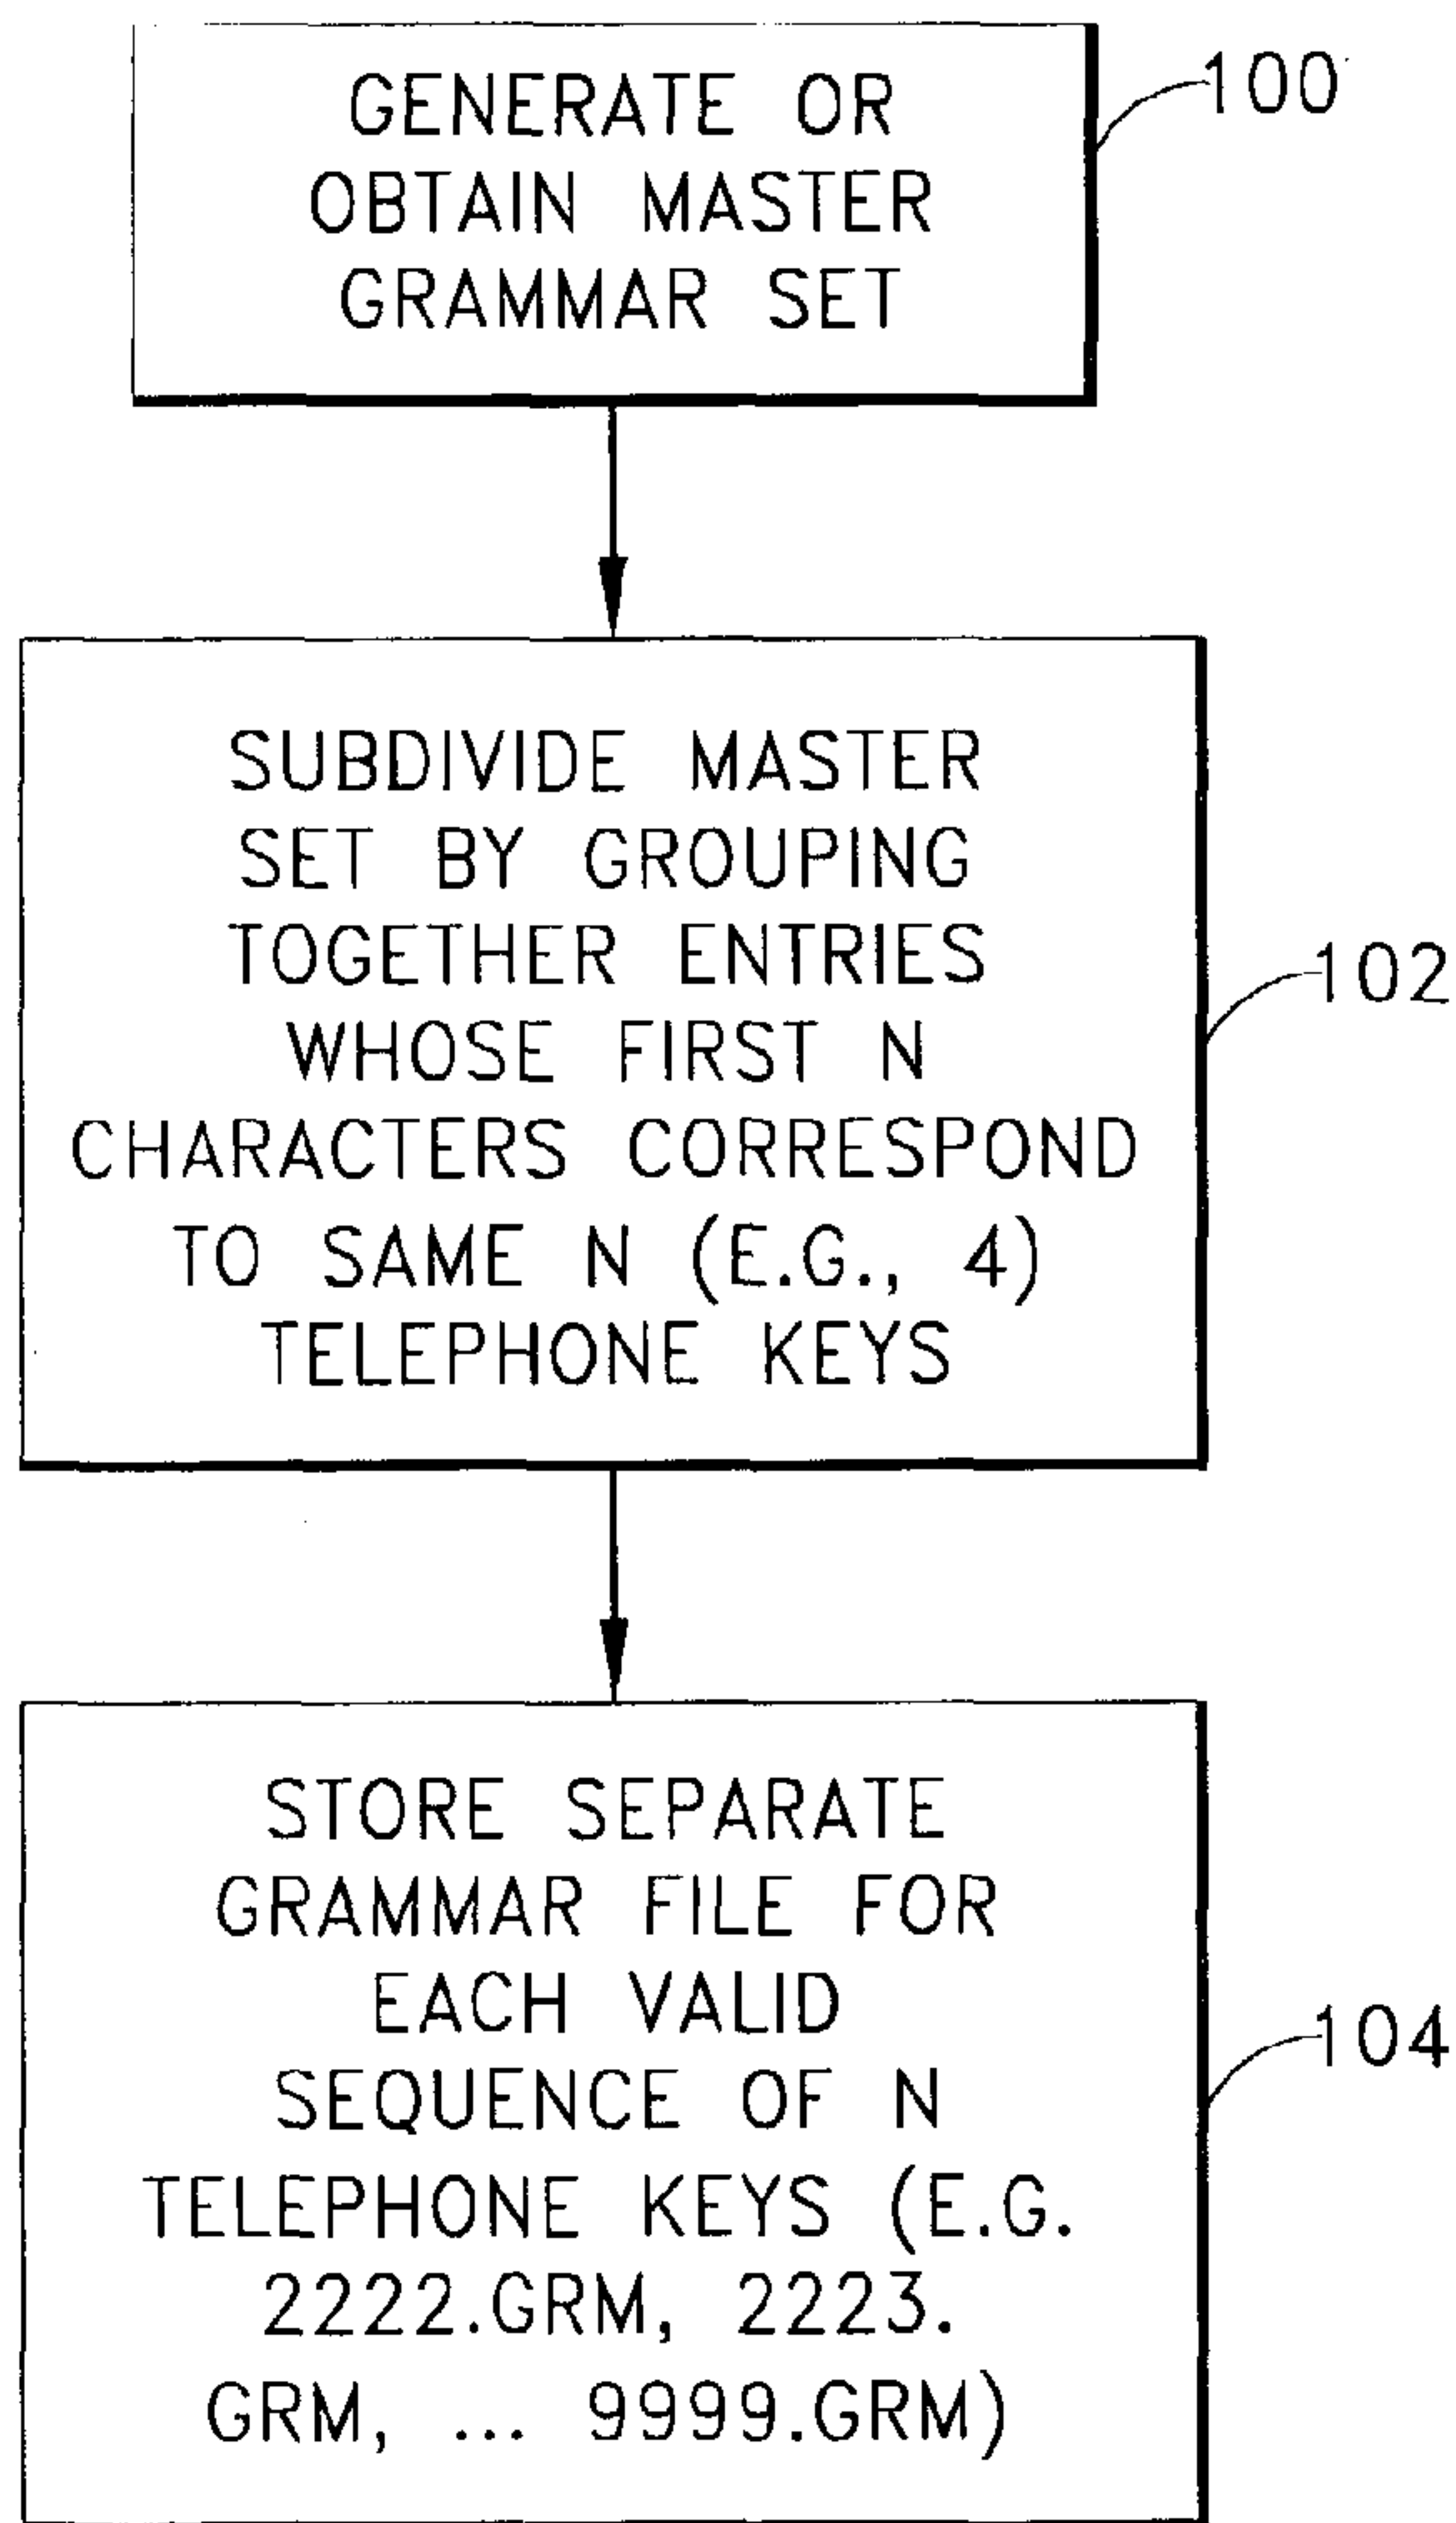 GENERATE OR
OBTAIN MASTER
GRAMMAR SET
100
SUBDIVIDE MASTER
SET BY GROUPING
TOGETHER ENTRIES
WHOSE FIRST N
CHARACTERS CORRESPOND
TO SAME N (E.G., 4)
TELEPHONE KEYS
102
STORE SEPARATE
GRAMMAR FILE FOR
EACH VALID
SEQUENCE OF N
TELEPHONE KEYS (E.G.
2222.GRM, 2223.
GRM, ... 9999.GRM)
104